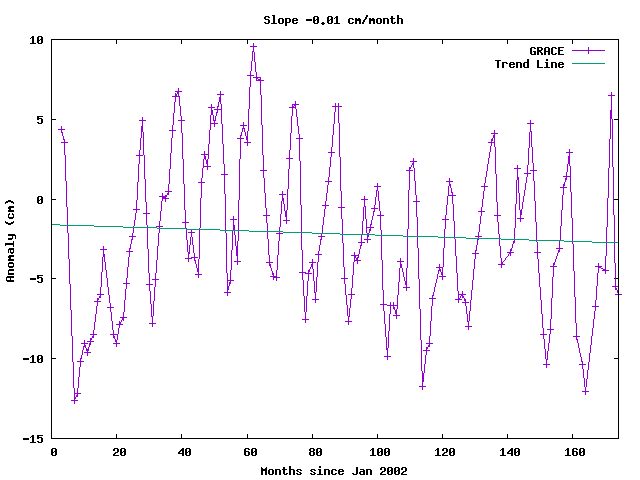 Slope -0.01 cm/month
10
5
0
-5
-10
-15
Anomaly (cm)
GRACE
Trend Line
0 20 40 60 80 100 120 140 160
Months since Jan 2002